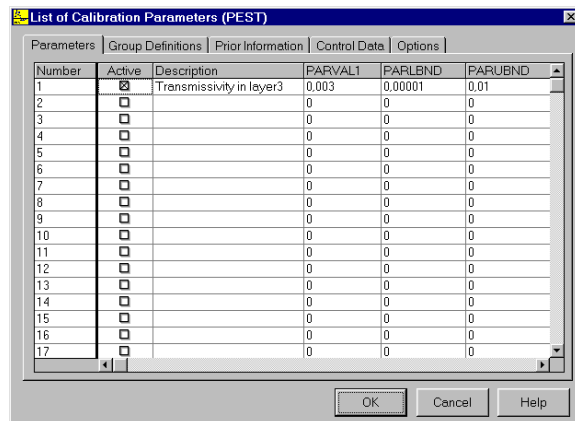 List of Calibration Parameters (PEST)
Parameters Group Definitions Prior Information Control Data Options
Number Active Description PARVAL1 PARLBND PARUBND
1 Transmissivity in layer3 0,003 0,00001 0,01
2 0 0 0
3 0 0 0
4 0 0 0
5 0 0 0
6 0 0 0
7 0 0 0
8 0 0 0
9 0 0 0
10 0 0 0
11 0 0 0
12 0 0 0
13 0 0 0
14 0 0 0
15 0 0 0
16 0 0 0
17 0 0 0
OK Cancel Help